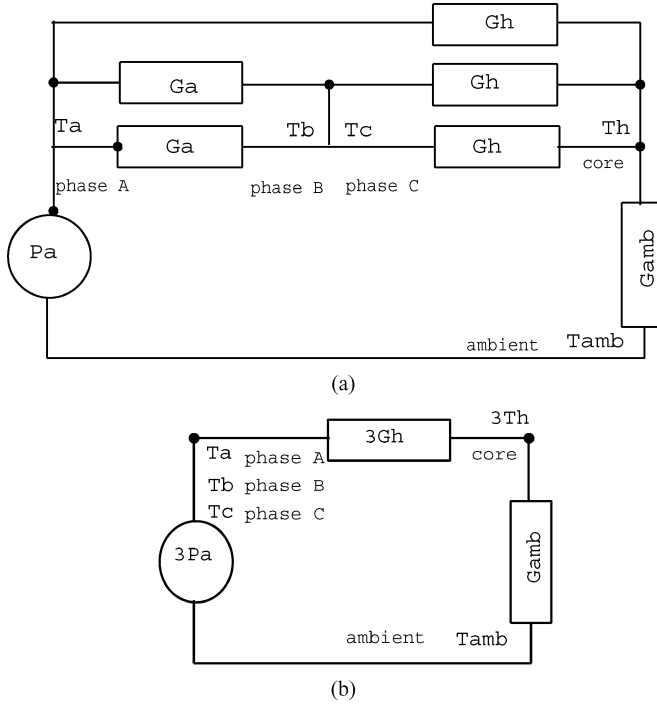 Gh
Ga Gh
Ta Tb Tc Th
Ga Gh
core
phase A phase B phase C
Pa
Gamb
ambient Tamb
(a)
3Th
3Gh
Ta phase A core
Tb phase B
Tc phase C
3Pa
Gamb
ambient Tamb
(b)